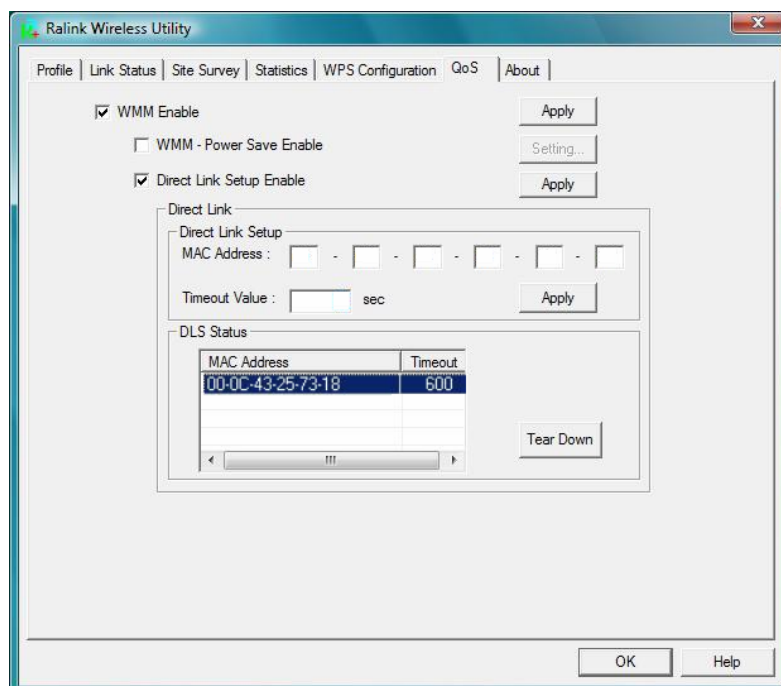 Ralink Wireless Utility
Profile Link Status Site Survey Statistics WPS Configuration QoS About
WMM Enable Apply
WMM - Power Save Enable Setting...
Direct Link Setup Enable Apply
Direct Link
Direct Link Setup
MAC Address : - - - - -
Timeout Value : sec Apply
DLS Status
MAC Address Timeout
00-0C-43-25-73-18 600
Tear Down
OK Help